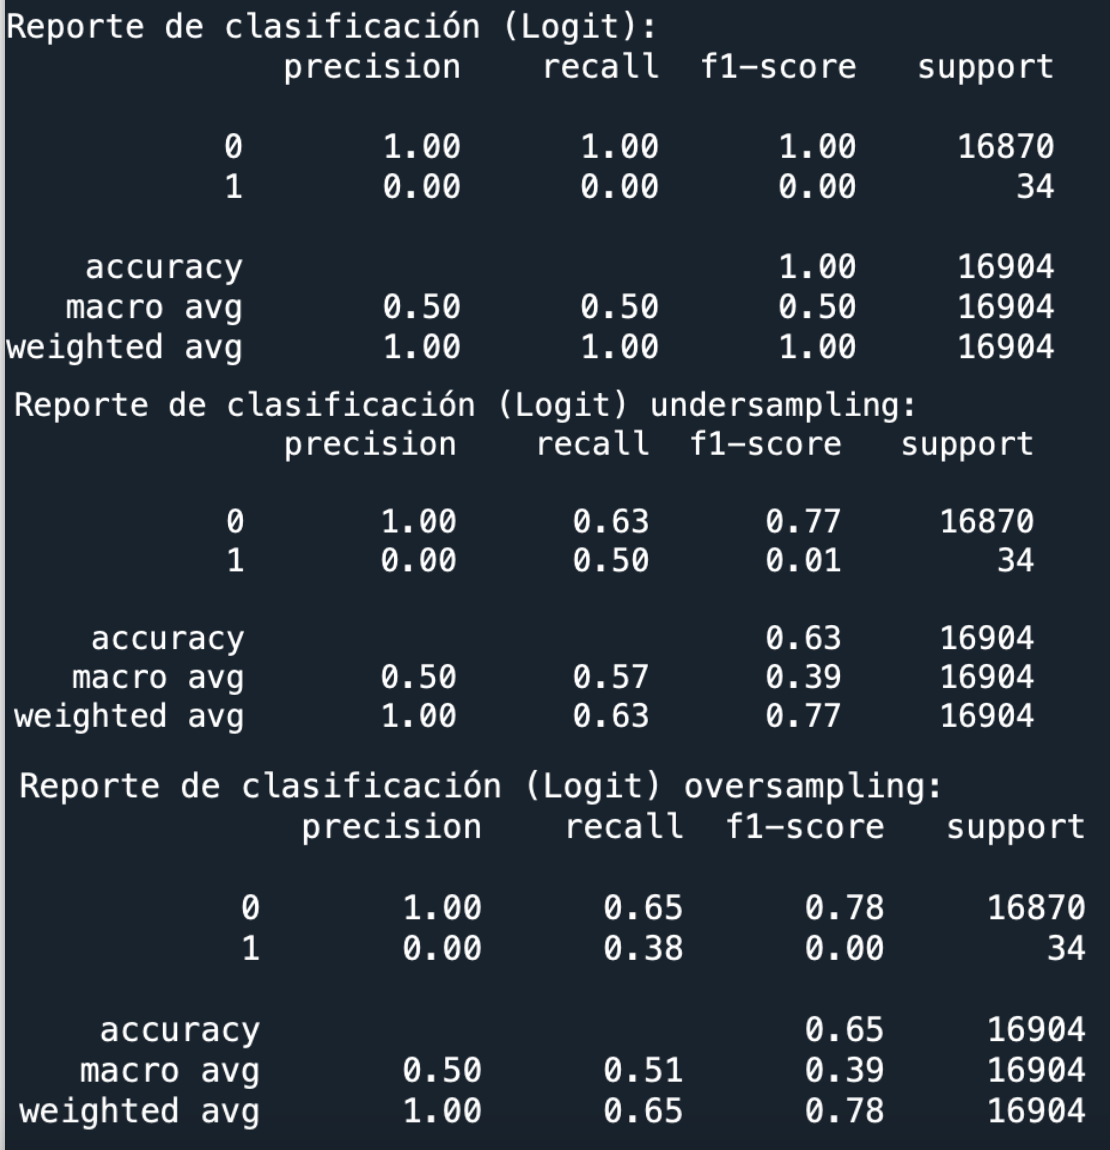 Reporte de clasificación (Logit):
precision recall f1-score support
0 1.00 1.00 1.00 16870
1 0.00 0.00 0.00 34
accuracy 1.00 16904
macro avg 0.50 0.50 0.50 16904
weighted avg 1.00 1.00 1.00 16904
Reporte de clasificación (Logit) undersampling:
precision recall f1-score support
0 1.00 0.63 0.77 16870
1 0.00 0.50 0.01 34
accuracy 0.63 16904
macro avg 0.50 0.57 0.39 16904
weighted avg 1.00 0.63 0.77 16904
Reporte de clasificación (Logit) oversampling:
precision recall f1-score support
0 1.00 0.65 0.78 16870
1 0.00 0.38 0.00 34
accuracy 0.65 16904
macro avg 0.50 0.51 0.39 16904
weighted avg 1.00 0.65 0.78 16904